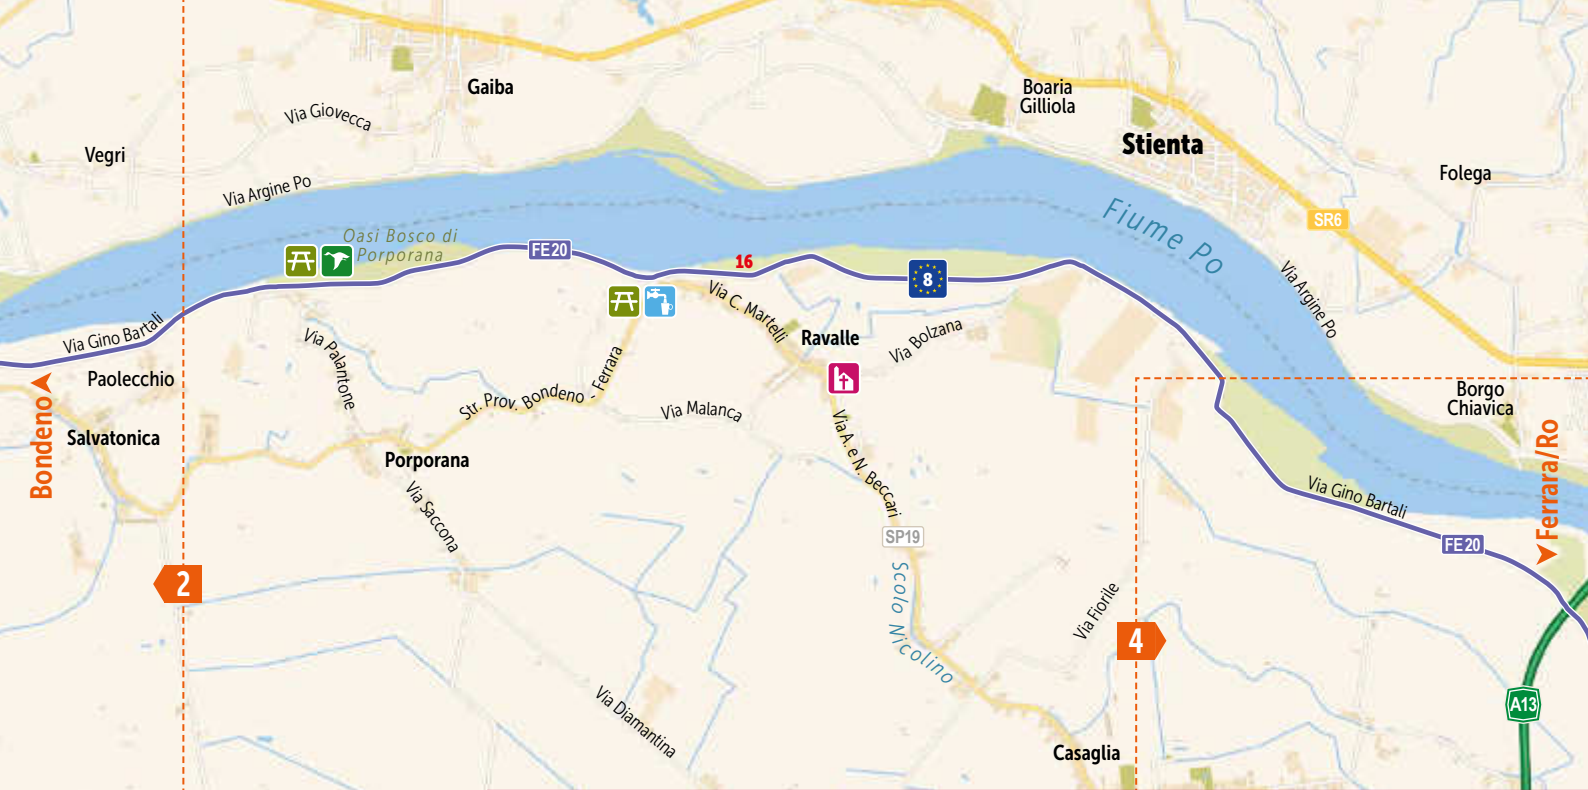 Gaiba
Boaria
Gilliola
Via Giovecca
Stienta
Vegri
Folega
Via Argine Po
Fiume Po
SR6
Oasi Bosco di
Porporana
FE20
16
8
Via Argine Po
Via C. Martelli
Via Gino Bartali
Ravalle
Via Bolzana
Via Palantone
Paolecchio
Str. Prov. Bondeno - Ferrara
Borgo
Chiavica
Bondeno
Salvatonica
Via Malanca
Via A. e N. Beccari
Porporana
Ferrara/Ro
Via Gino Bartali
Via Saccona
SP19
FE20
2
Scolo Nicolino
Via Fiorile
4
Via Diamantina
A13
Casaglia